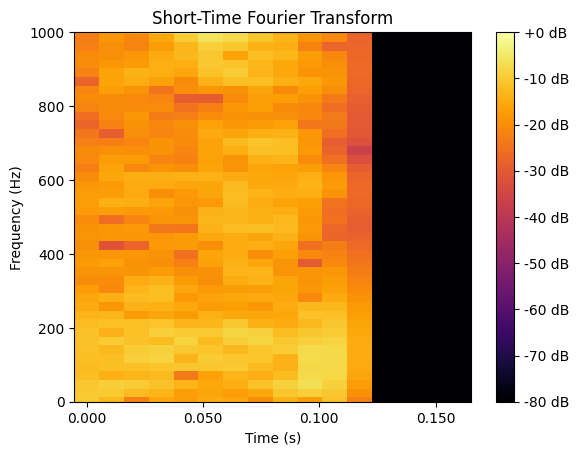 Short-Time Fourier Transform
1000
800
600
400
200
0
Frequency (Hz)
0.000
0.050
0.100
0.150
Time (s)
+0 dB
-10 dB
-20 dB
-30 dB
-40 dB
-50 dB
-60 dB
-70 dB
-80 dB